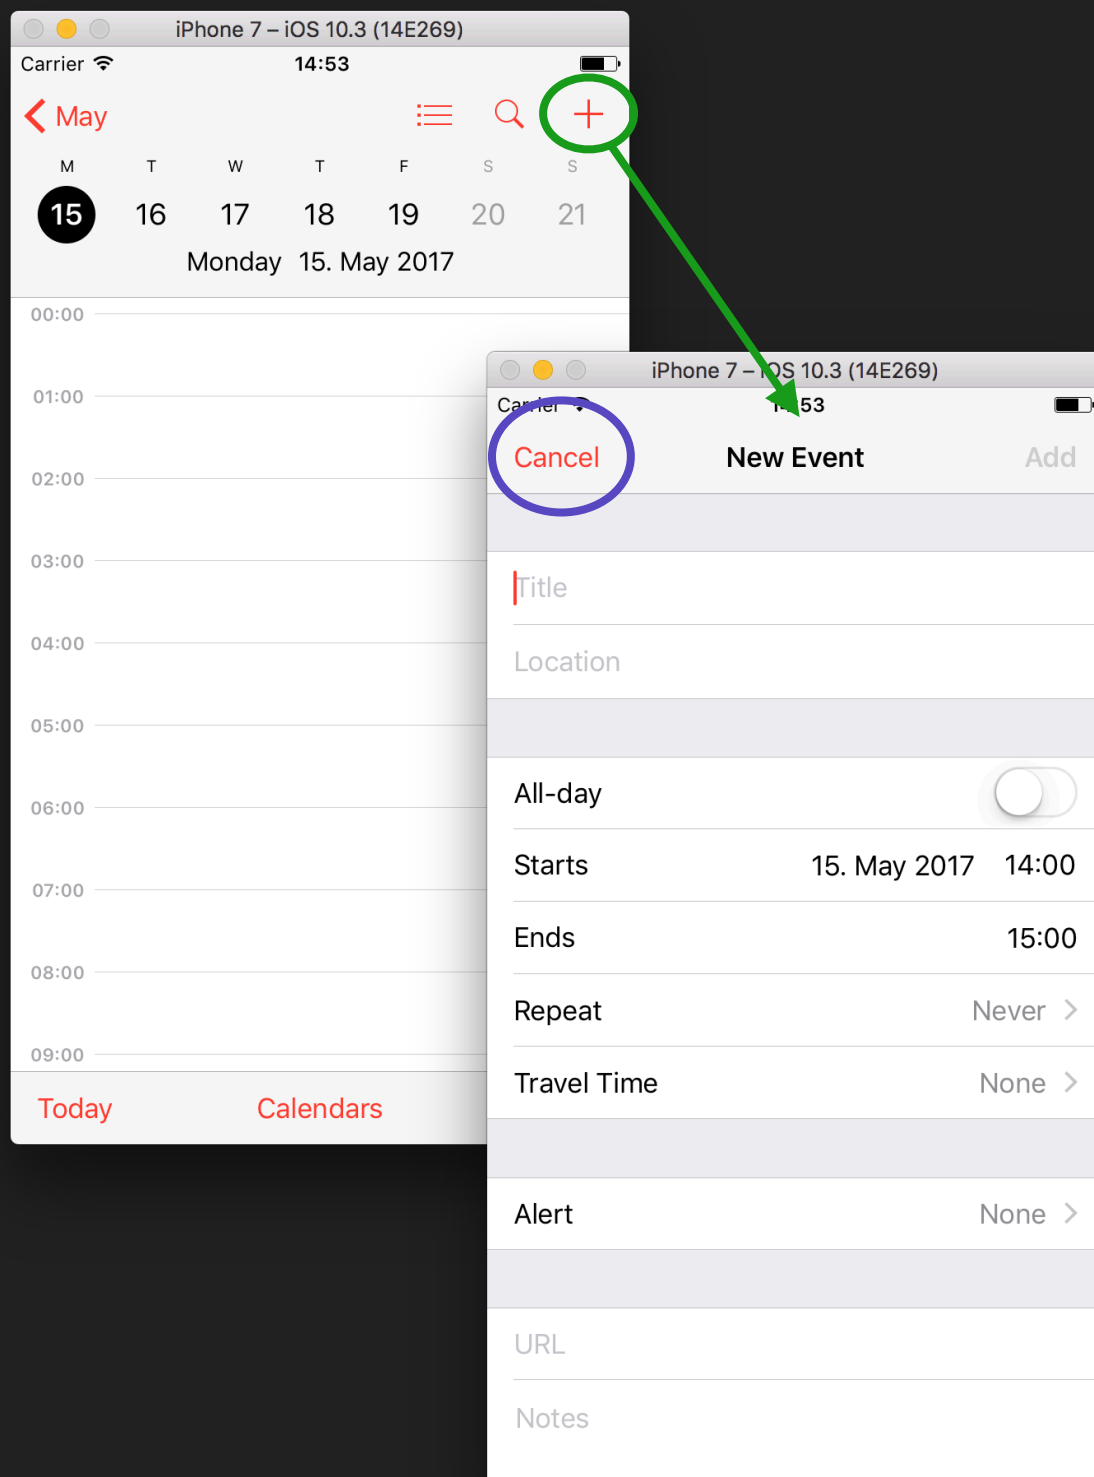 iPhone 7 – iOS 10.3 (14E269)
Carrier 14:53
May
M T W T F S S
15 16 17 18 19 20 21
Monday 15. May 2017
00:00
01:00
02:00
03:00
04:00
05:00
06:00
07:00
08:00
09:00
Today Calendars
iPhone 7 – iOS 10.3 (14E269)
Carrier 14:53
Cancel New Event Add
Title
Location
All-day
Starts 15. May 2017 14:00
Ends 15:00
Repeat Never
Travel Time None
Alert None
URL
Notes